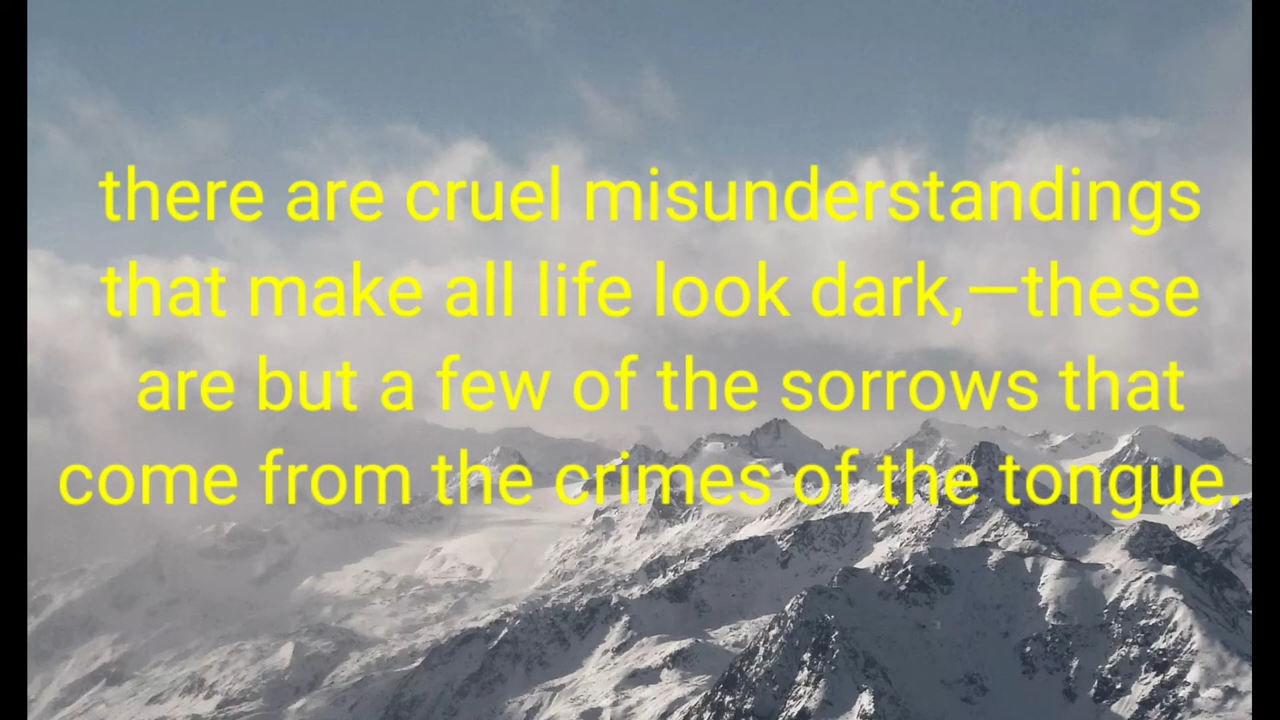 there are cruel misunderstandings
that make all life look dark,—these
are but a few of the sorrows that
come from the crimes of the tongue.